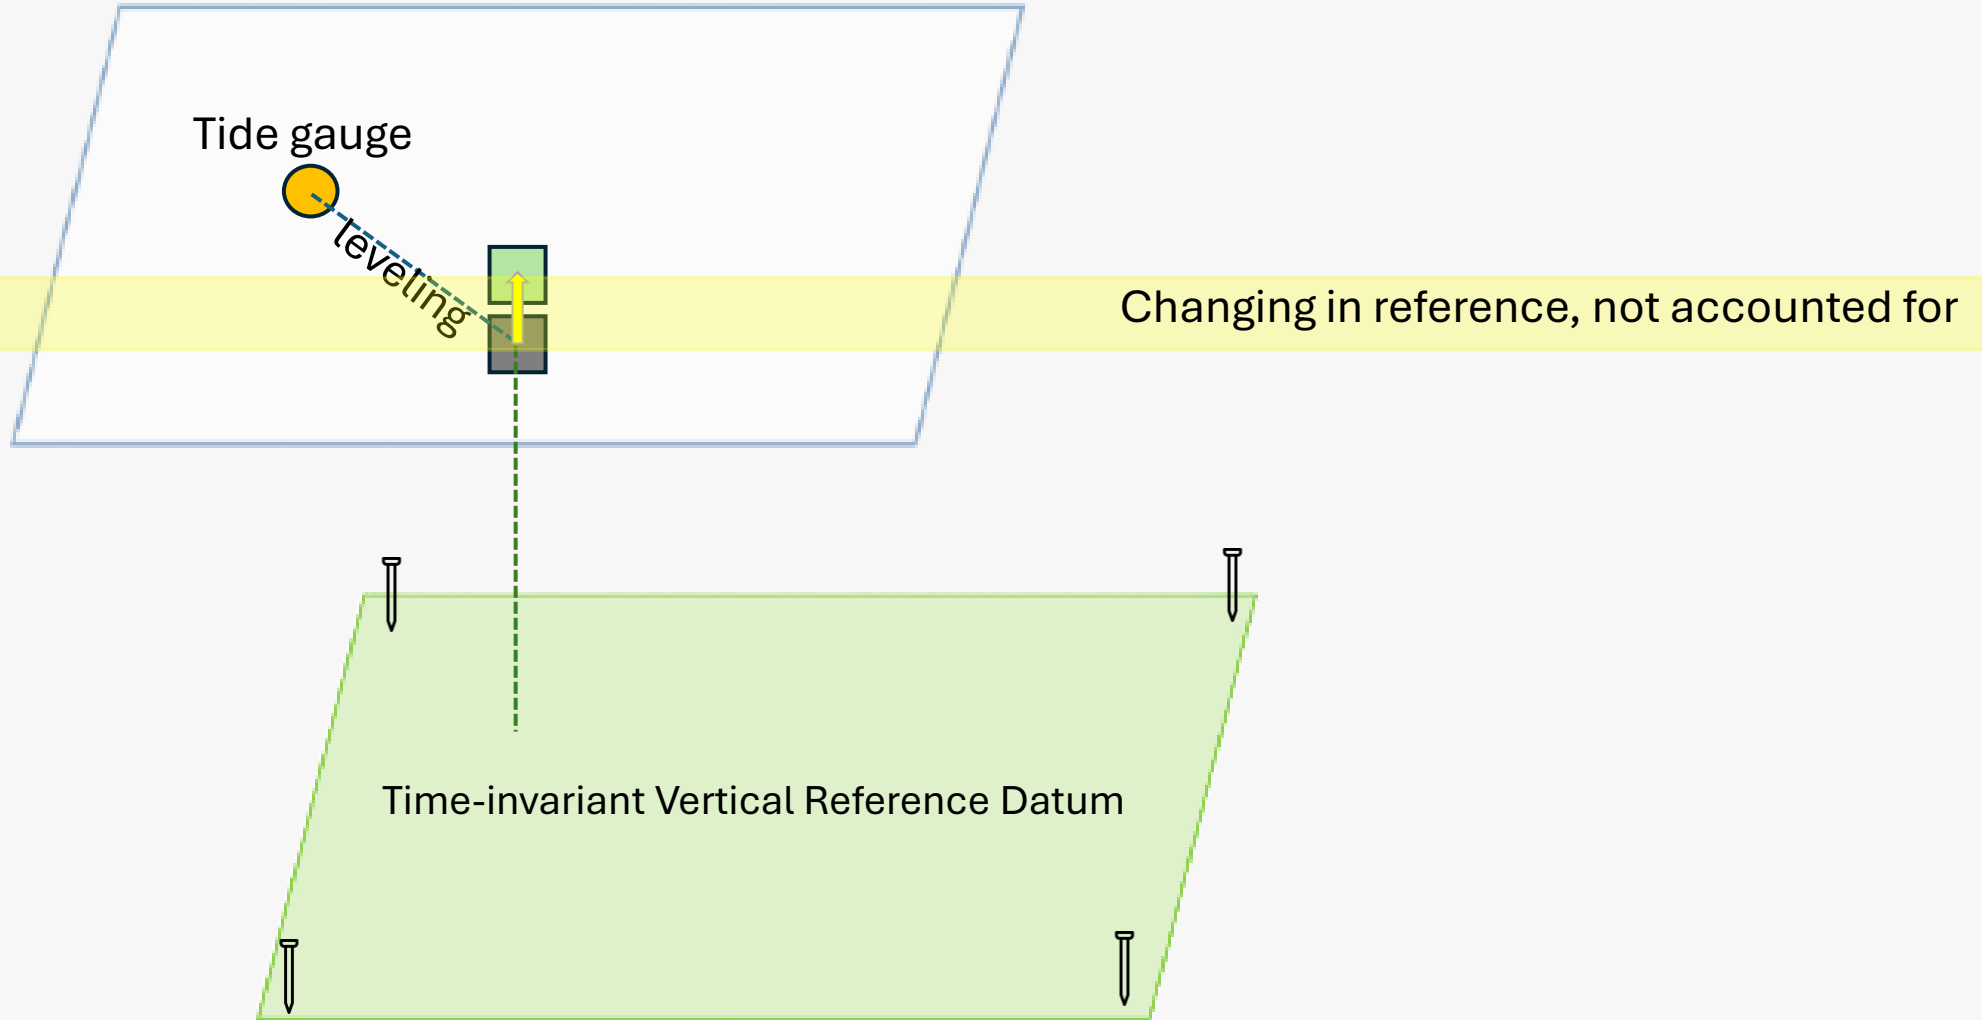 Tide gauge
leveling
Changing in reference, not accounted for
Time-invariant Vertical Reference Datum